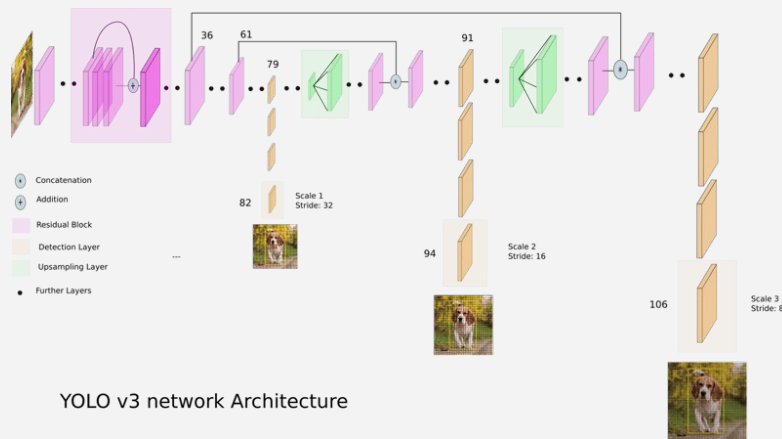 36
61
91
79
82
Scale 1
Stride: 32
94
Scale 2
Stride: 16
106
Scale 3
Stride: 8
Concatenation
Addition
Residual Block
Detection Layer
Upsampling Layer
...
Further Layers
YOLO v3 network Architecture